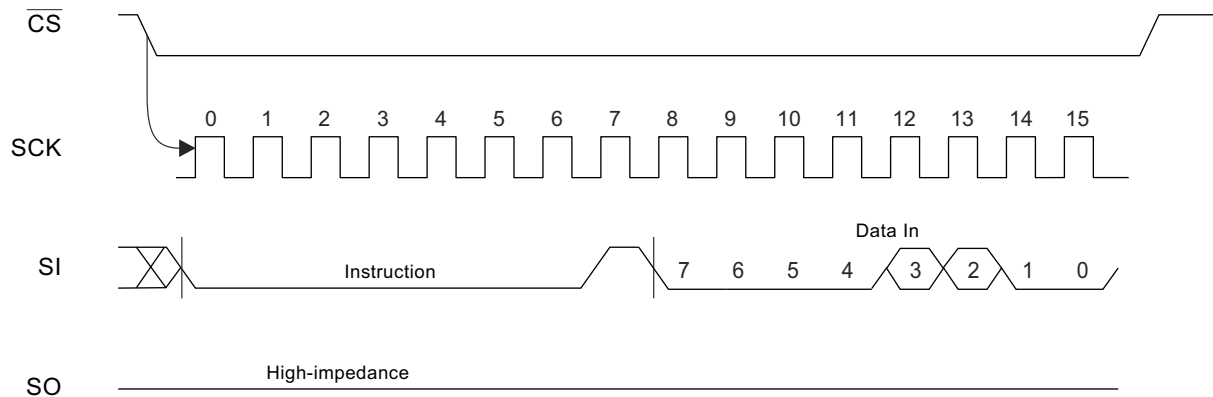 CS
0 1 2 3 4 5 6 7 8 9 10 11 12 13 14 15
SCK
Data In
SI Instruction 7 6 5 4 3 2 1 0
High-impedance
SO